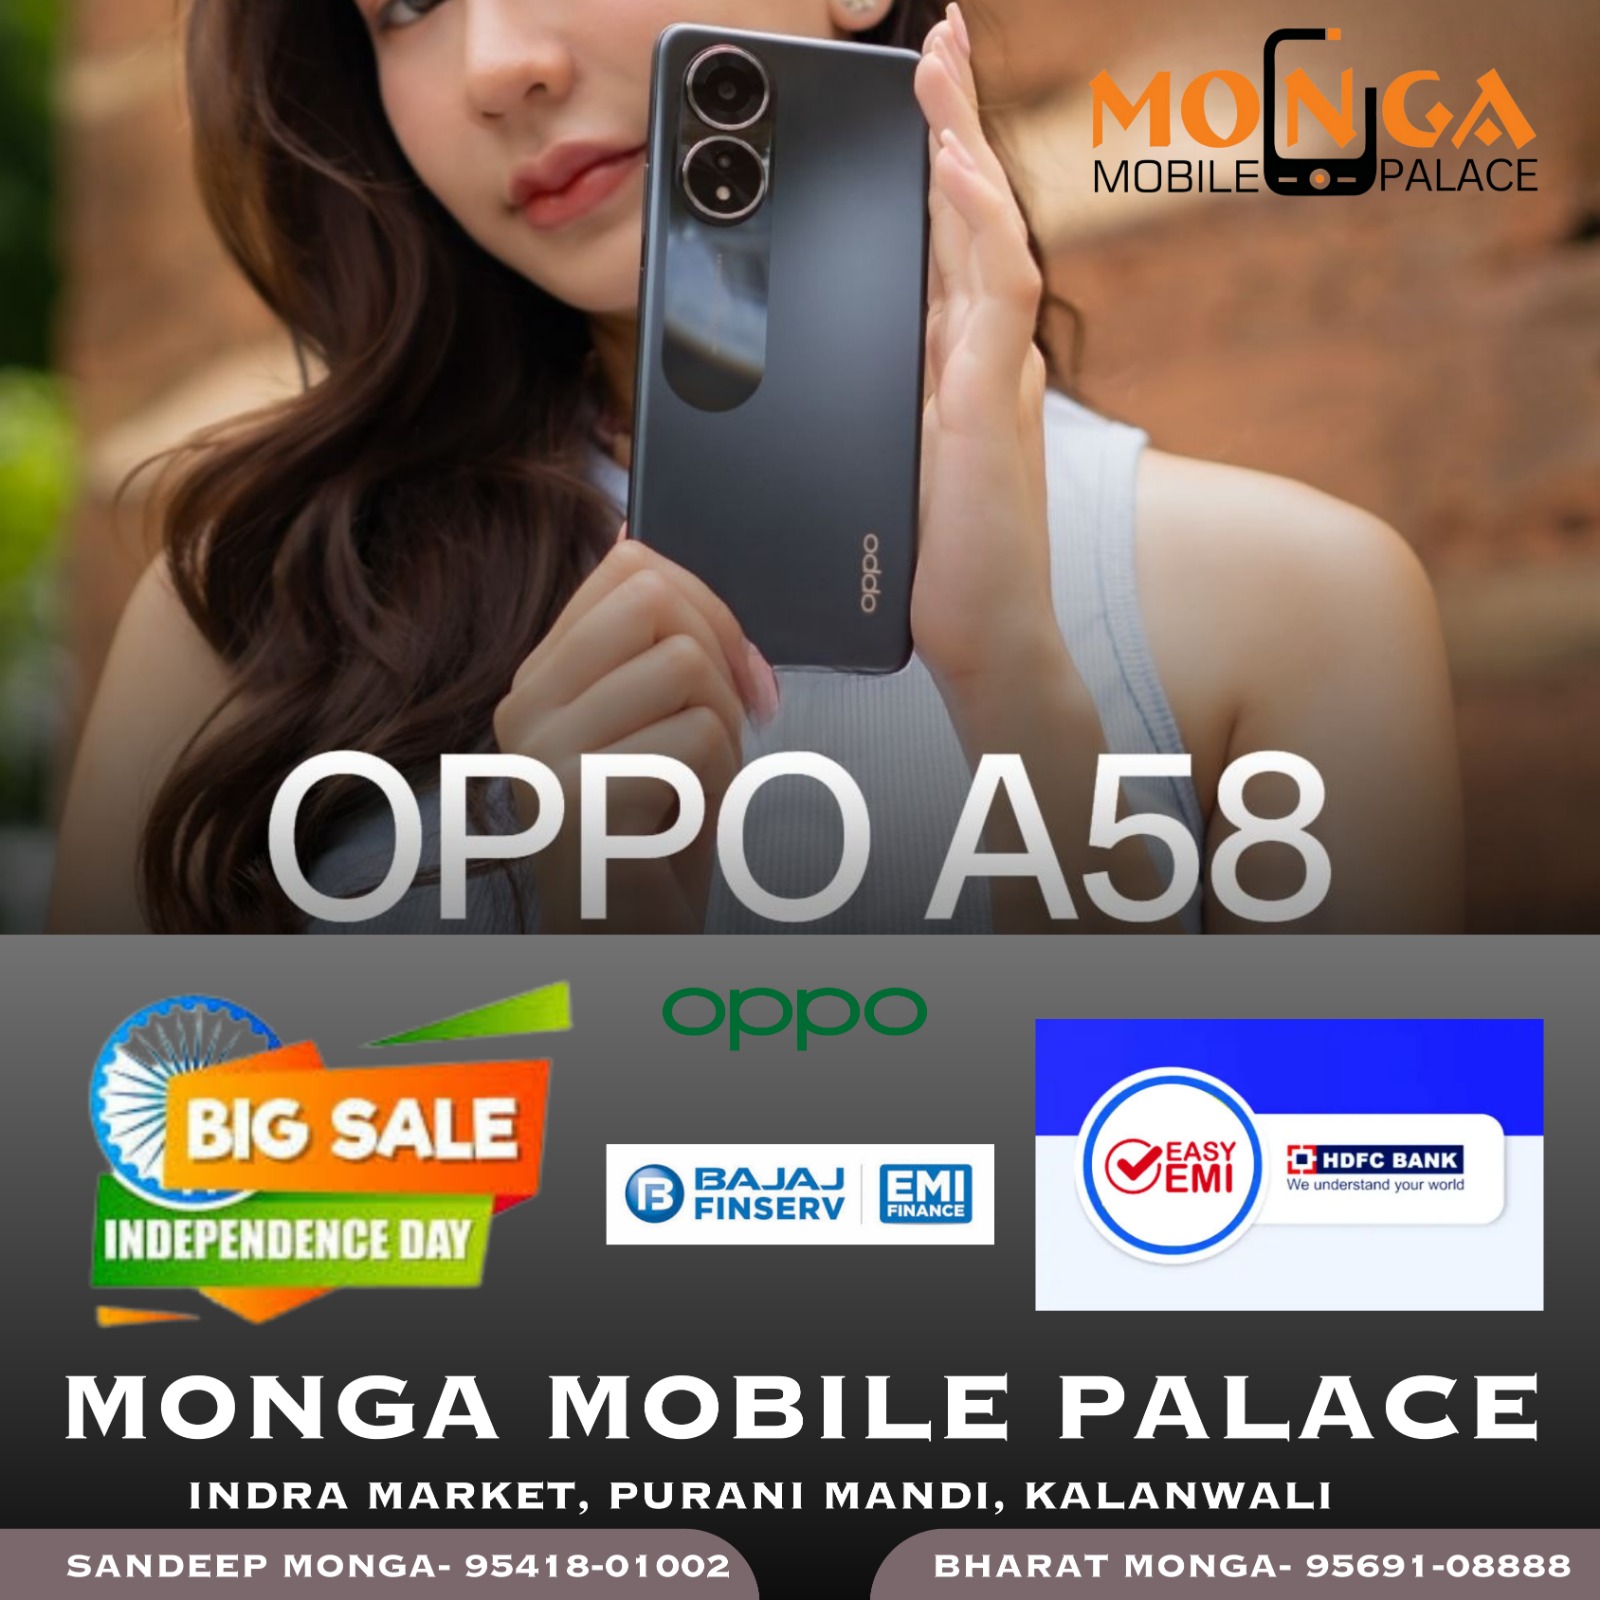 MONGA
MOBILE PALACE
oppo
OPPO A58
oppo
BIG SALE
INDEPENDENCE DAY
BAJAJ
FINSERV
EMI
FINANCE
EASY
EMI
HDFC BANK
We understand your world
MONGA MOBILE PALACE
INDRA MARKET, PURANI MANDI, KALANWALI
SANDEEP MONGA- 95418-01002
BHARAT MONGA- 95691-08888